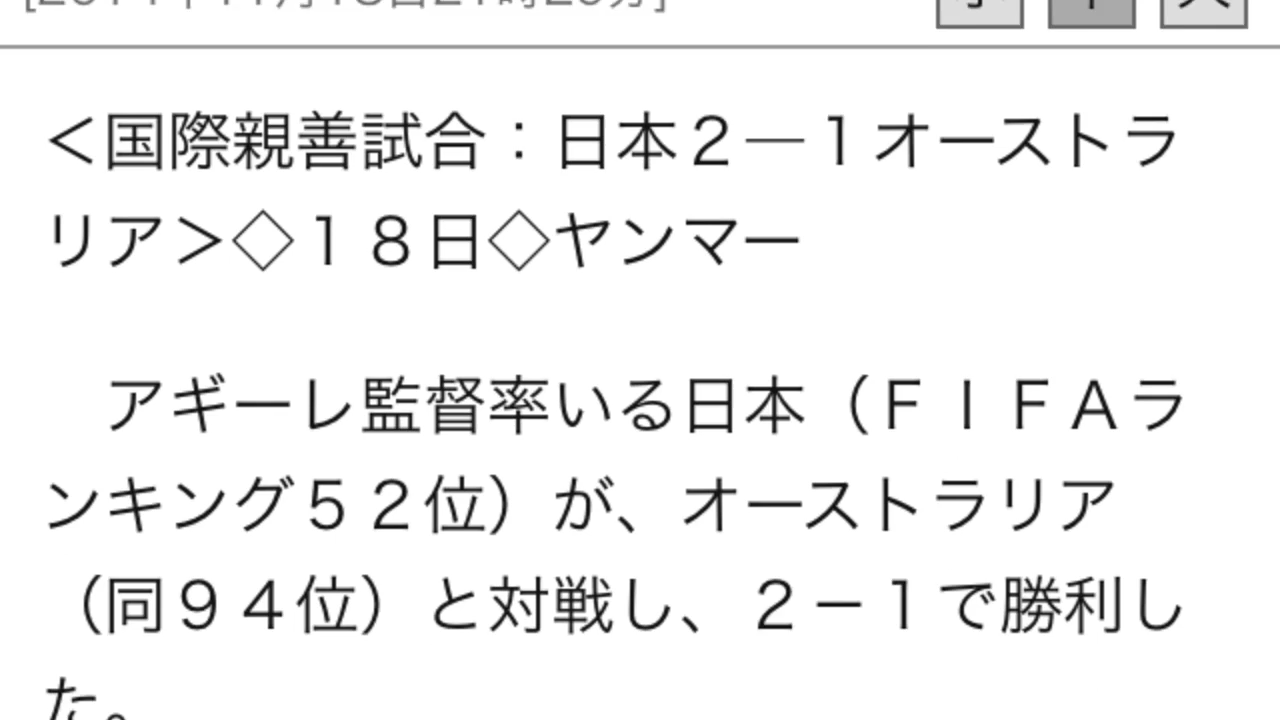 ＜国際親善試合：日本２―１オーストラ
リア＞◇１８日◇ヤンマー
アギーレ監督率いる日本（ＦＩＦＡラ
ンキング５２位）が、オーストラリア
（同９４位）と対戦し、２－１で勝利し
た。